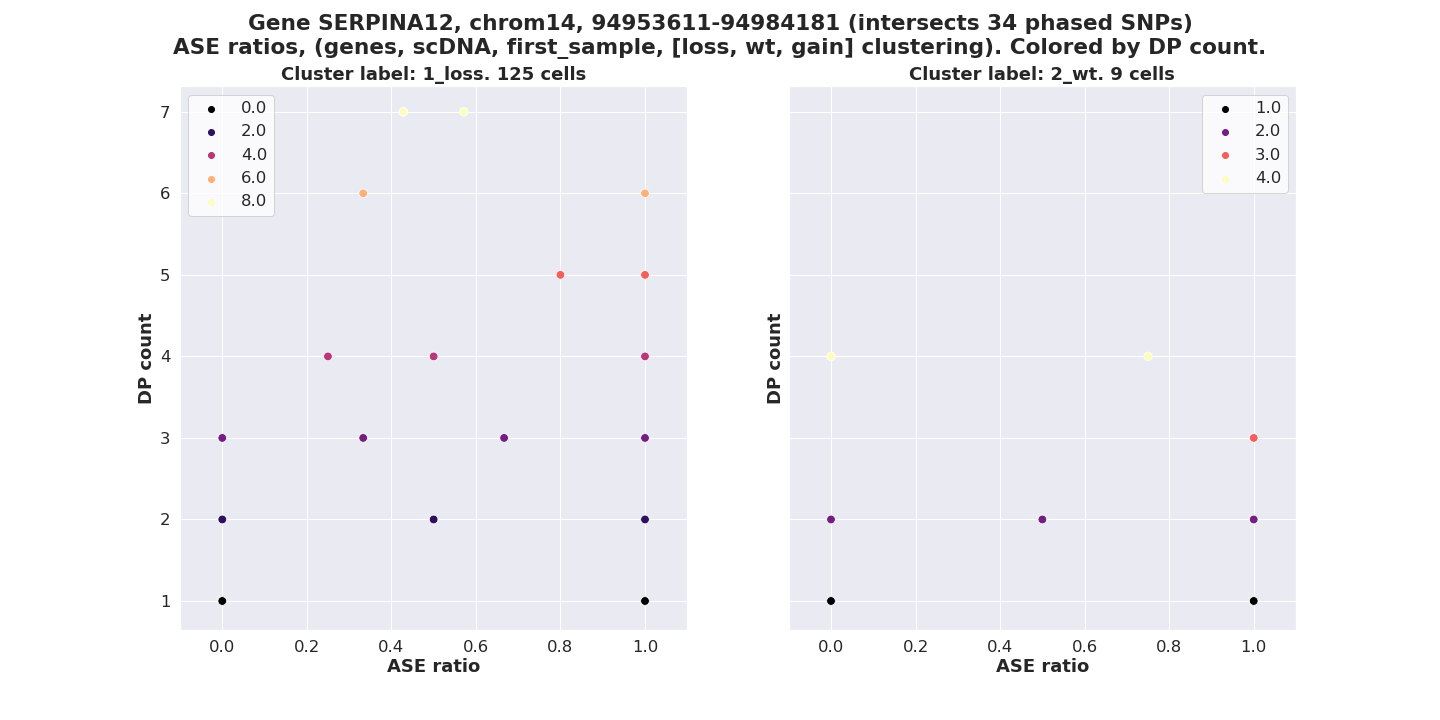 Gene SERPINA12, chrom14, 94953611-94984181 (intersects 34 phased SNPs)
ASE ratios, (genes, scDNA, first_sample, [loss, wt, gain] clustering). Colored by DP count.
Cluster label: 1_loss. 125 cells
0.0
2.0
4.0
6.0
8.0
7
6
5
4
3
2
1
DP count
0.0 0.2 0.4 0.6 0.8 1.0
ASE ratio
Cluster label: 2_wt. 9 cells
1.0
2.0
3.0
4.0
DP count
0.0 0.2 0.4 0.6 0.8 1.0
ASE ratio